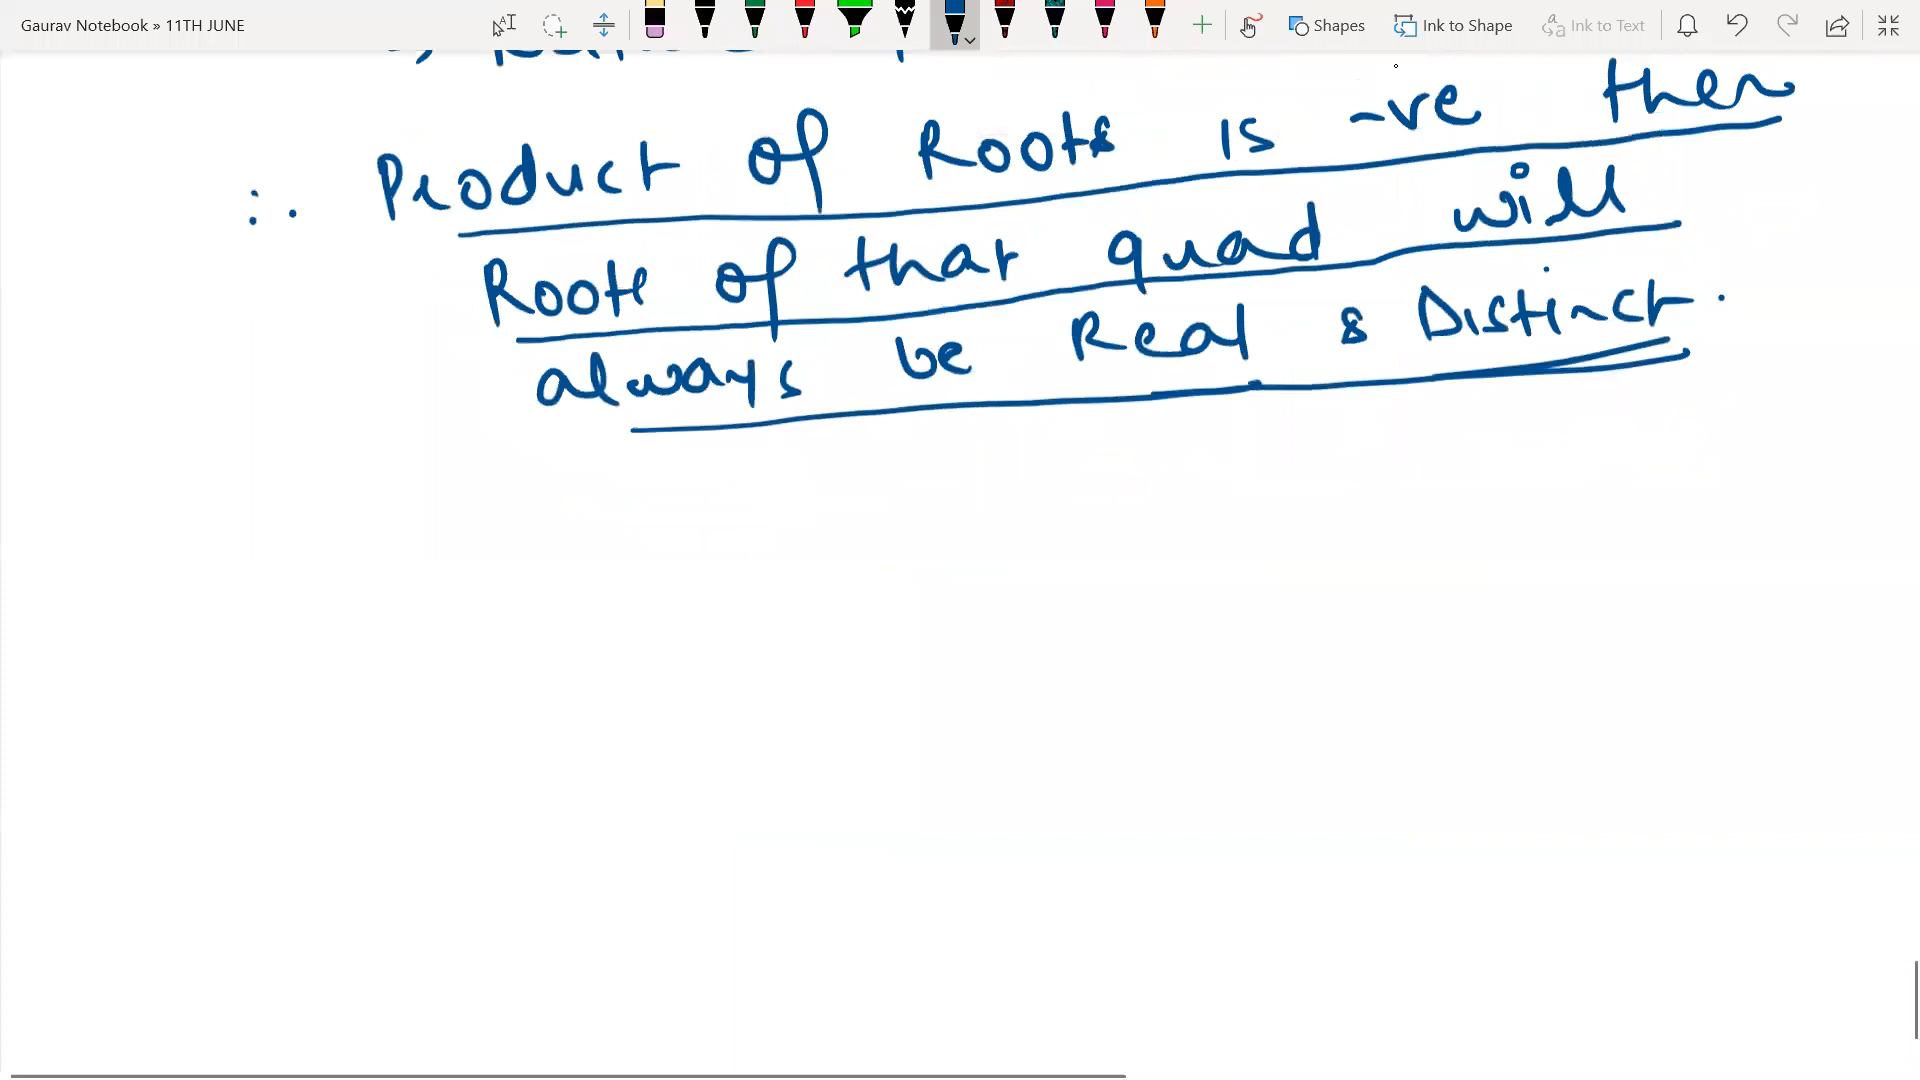 Gaurav Notebook » 11TH JUNE
Shapes
Ink to Shape
Ink to Text
∴ Product of Roots is -ve then
Roots of that quad will
always be Real & Distinct.